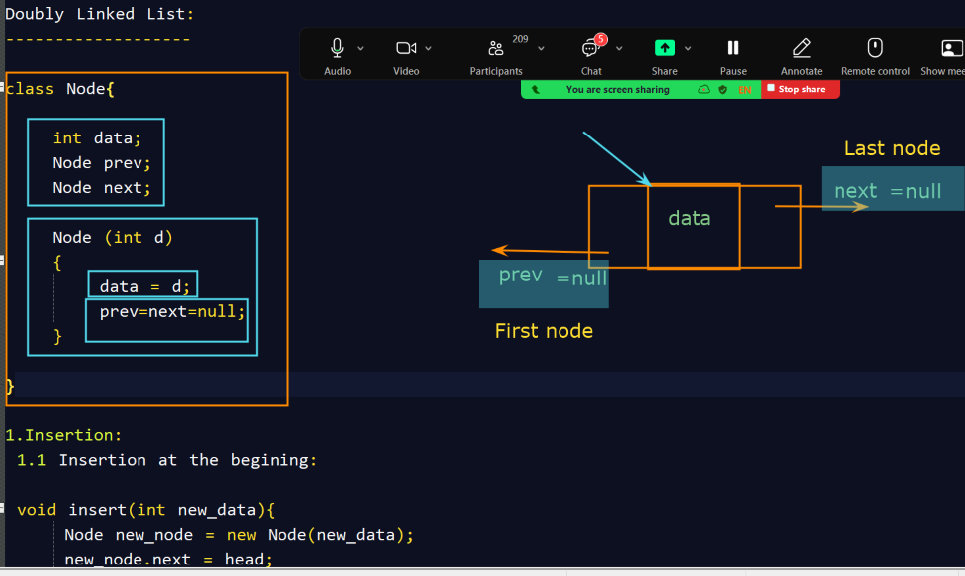 Doubly Linked List:
-------------------
209
5
Audio
Video
Participants
Chat
Share
Pause
Annotate
Remote control
Show mee
You are screen sharing
EN
Stop share
class Node{
int data;
Node prev;
Node next;
Node (int d)
{
data = d;
prev=next=null;
}
}
Last node
next =null
data
prev =null
First node
1.Insertion:
1.1 Insertion at the begining:
void insert(int new_data){
Node new_node = new Node(new_data);
new_node.next = head;